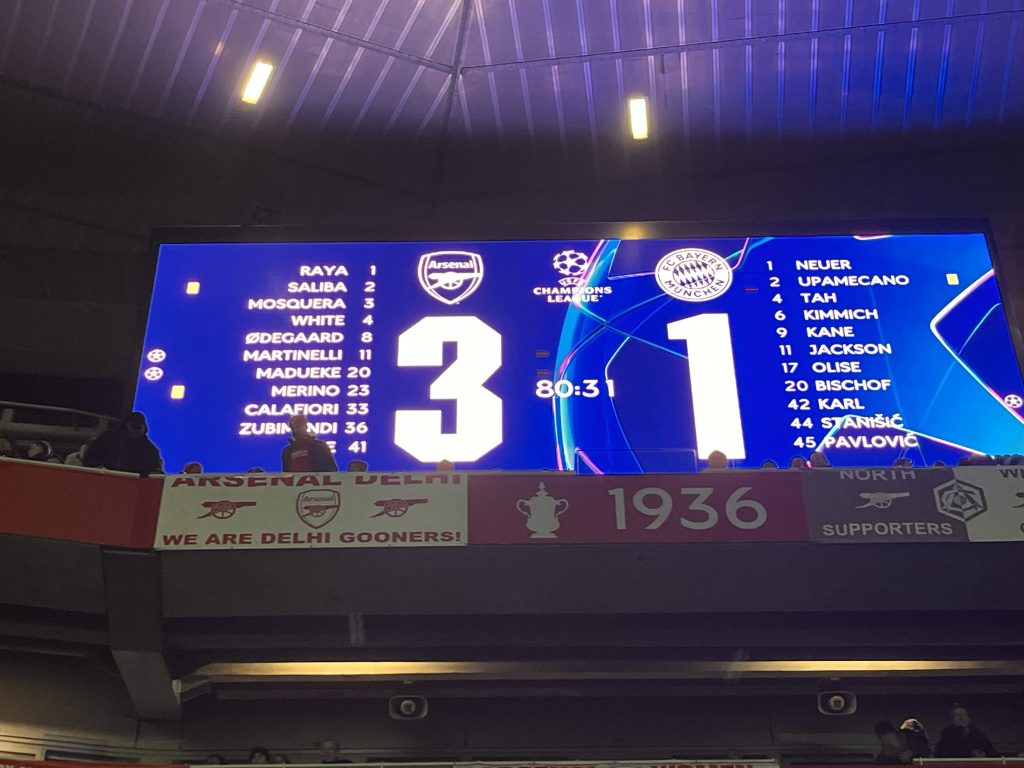 RAYA 1
SALIBA 2
MOSQUERA 3
WHITE 4
ØDEGAARD 8
MARTINELLI 11
MADUEKE 20
MERINO 23
CALAFIORI 33
36
41
Arsenal
3
CHAMPIONS
LEAGUE
80:31
FC BAYERN
MÜNCHEN
1
1 NEUER
2 UPAMECANO
4 TAH
6 KIMMICH
9 KANE
11 JACKSON
17 OLISE
20 BISCHOF
42 KARL
44 STANIŠIĆ
45 PAVLOVIĆ
ARSENAL DELHI
Arsenal
WE ARE DELHI GOONERS!
1936
NORTH
SUPPORTERS